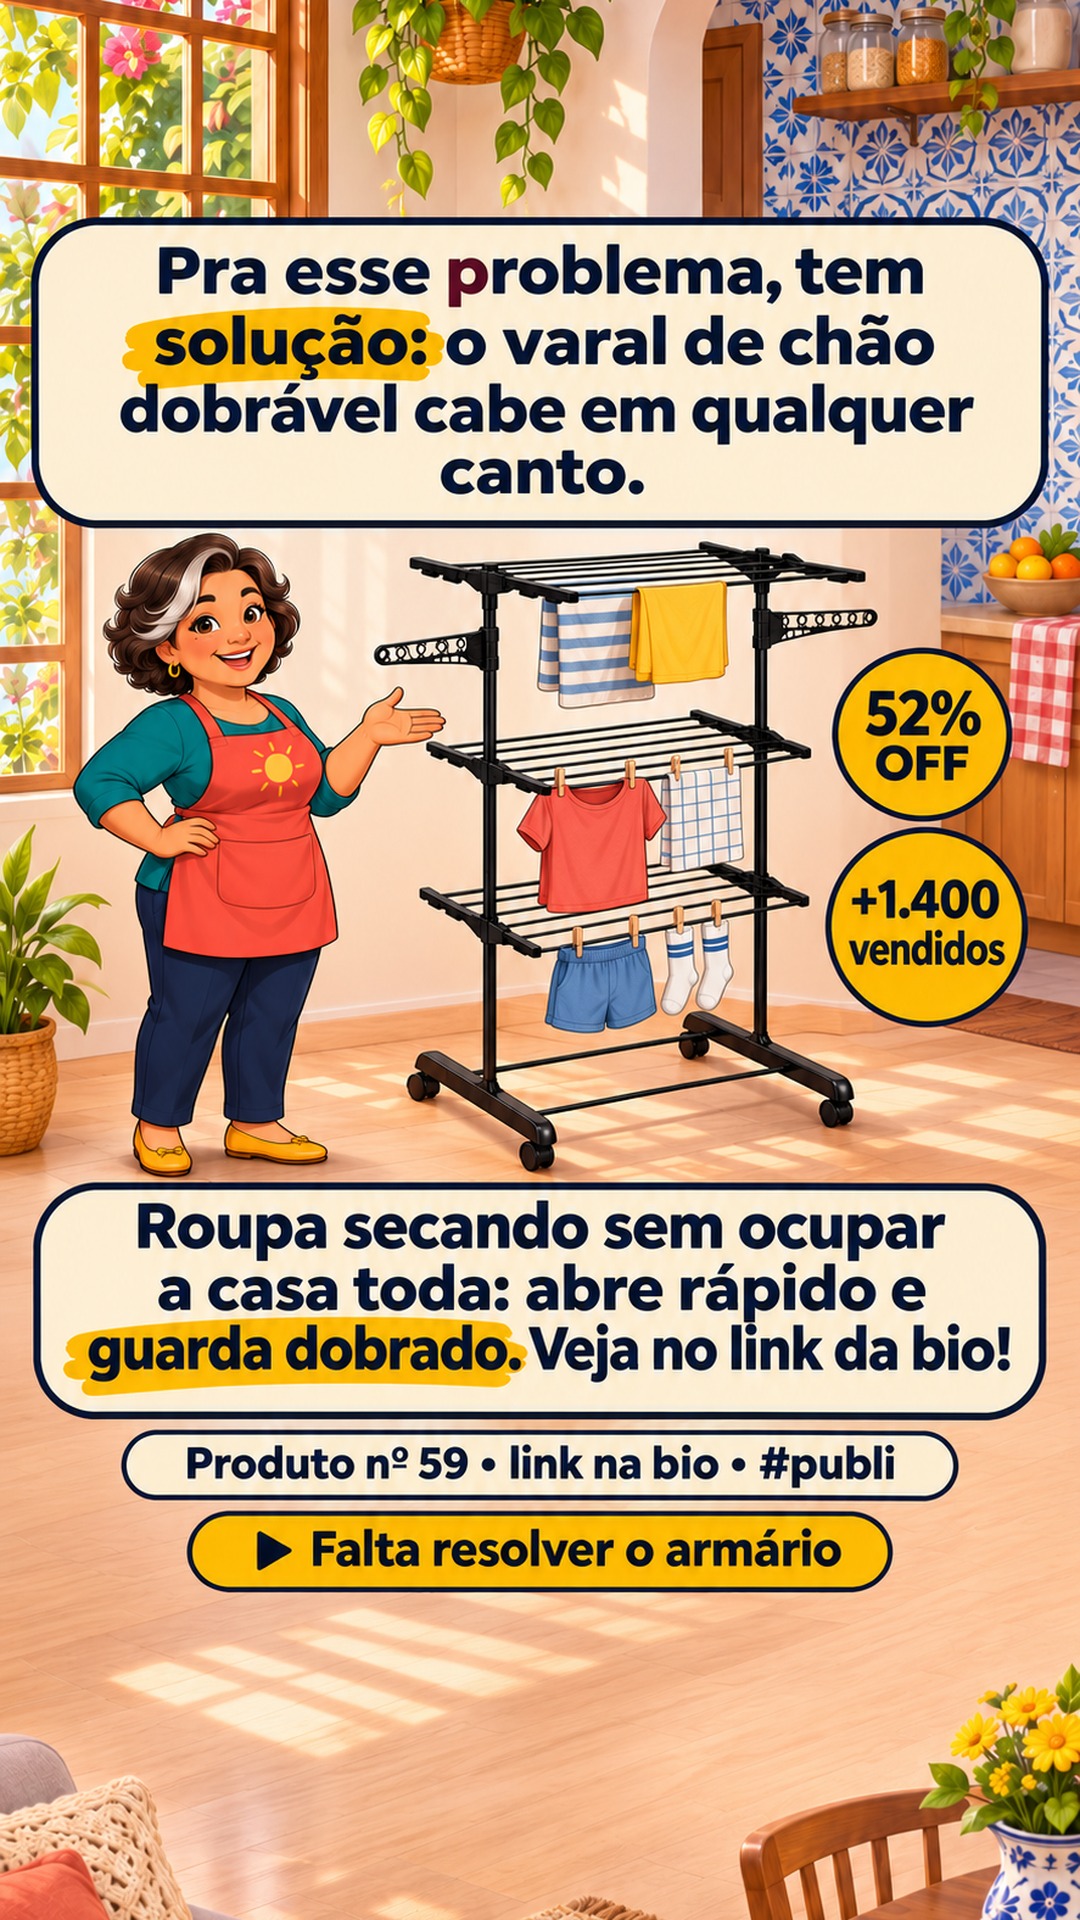 Pra esse problema, tem
solução: o varal de chão
dobrável cabe em qualquer
canto.
52%
OFF
+1.400
vendidos
Roupa secando sem ocupar
a casa toda: abre rápido e
guarda dobrado. Veja no link da bio!
Produto nº 59 • link na bio • #publi
▶ Falta resolver o armário